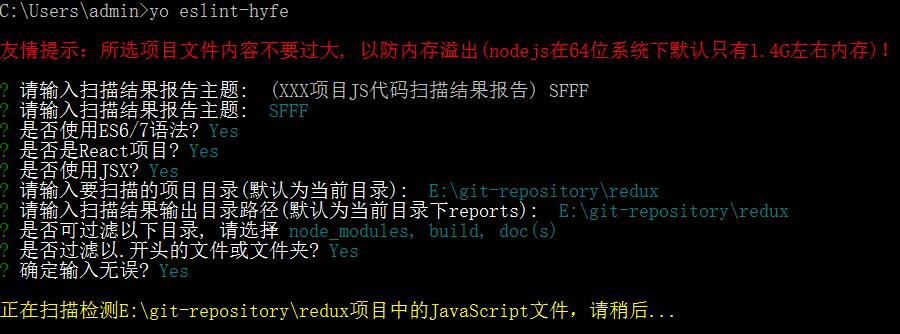 C:\Users\admin>yo eslint-hyfe
友情提示：所选项目文件内容不要过大，以防内存溢出(nodejs在64位系统下默认只有1.4G左右内存)！
? 请输入扫描结果报告主题: (XXX项目JS代码扫描结果报告) SFFF
? 请输入扫描结果报告主题: SFFF
? 是否使用ES6/7语法? Yes
? 是否是React项目? Yes
? 是否使用JSX? Yes
? 请输入要扫描的项目目录(默认为当前目录): E:\git-repository\redux
? 请输入扫描结果输出目录路径(默认为当前目录下reports): E:\git-repository\redux
? 是否可过滤以下目录, 请选择 node_modules, build, doc(s)
? 是否过滤以.开头的文件或文件夹? Yes
? 确定输入无误? Yes
正在扫描检测E:\git-repository\redux项目中的JavaScript文件，请稍后...